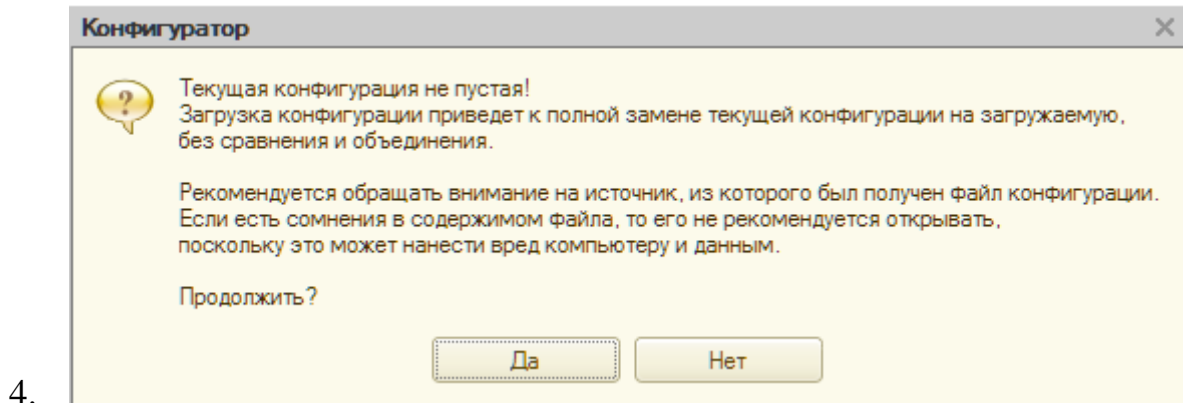 Конфигуратор
Текущая конфигурация не пустая!
Загрузка конфигурации приведет к полной замене текущей конфигурации на загружаемую,
без сравнения и объединения.
Рекомендуется обращать внимание на источник, из которого был получен файл конфигурации.
Если есть сомнения в содержимом файла, то его не рекомендуется открывать,
поскольку это может нанести вред компьютеру и данным.
Продолжить?
Да Нет
4.